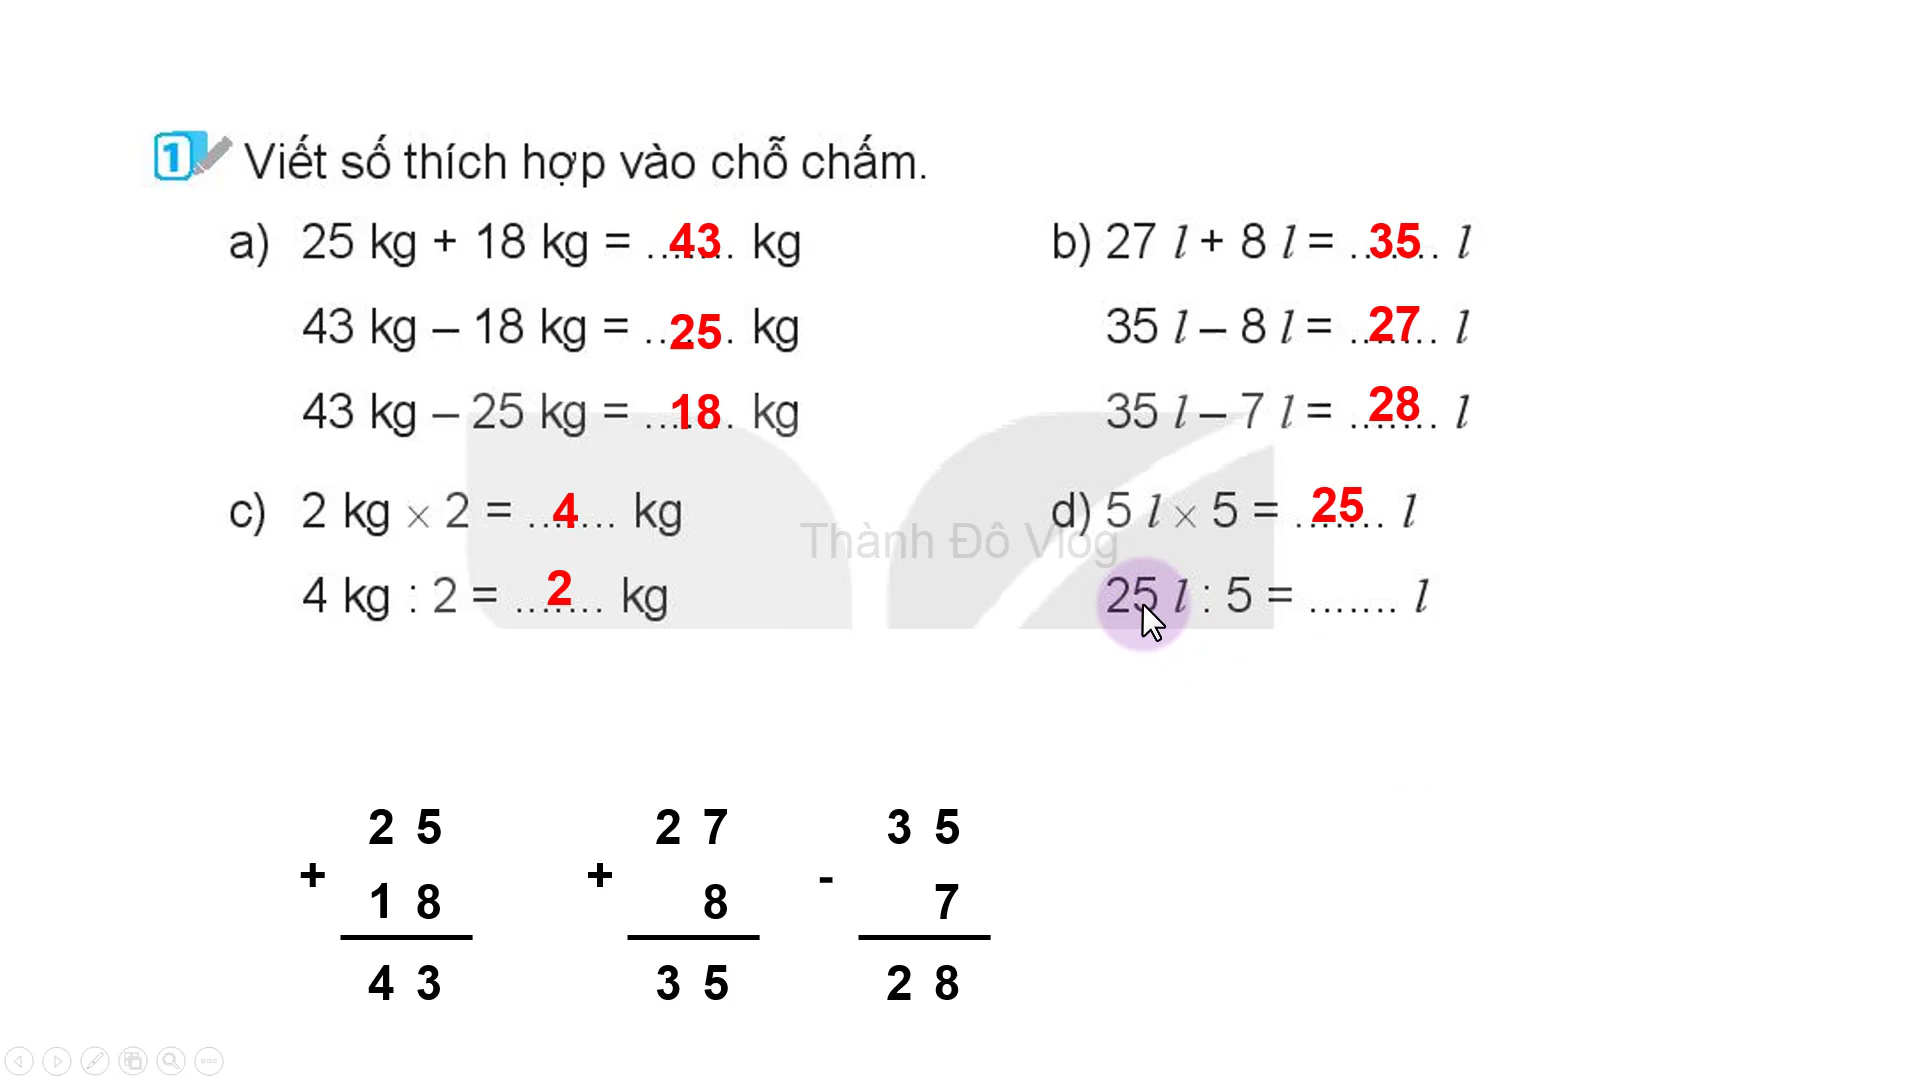 1 Viết số thích hợp vào chỗ chấm.
a) 25 kg + 18 kg = ...43... kg
43 kg – 18 kg = ...25... kg
43 kg – 25 kg = ...18... kg
b) 27 l + 8 l = ...35... l
35 l – 8 l = ...27... l
35 l – 7 l = ...28... l
c) 2 kg × 2 = ...4... kg
4 kg : 2 = ...2... kg
d) 5 l × 5 = ...25... l
25 l : 5 = ....... l
Thành Đô Vlog
2 5
+
1 8
4 3
2 7
+
8
3 5
3 5
-
7
2 8